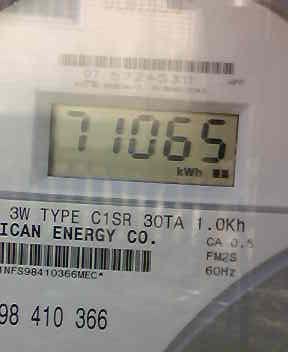 71065
kWh
3W TYPE C1SR 30TA 1.0Kh
ICAN ENERGY CO.
CA 0.5
FM2S
60Hz
1NFS98410366MEC*
98 410 366